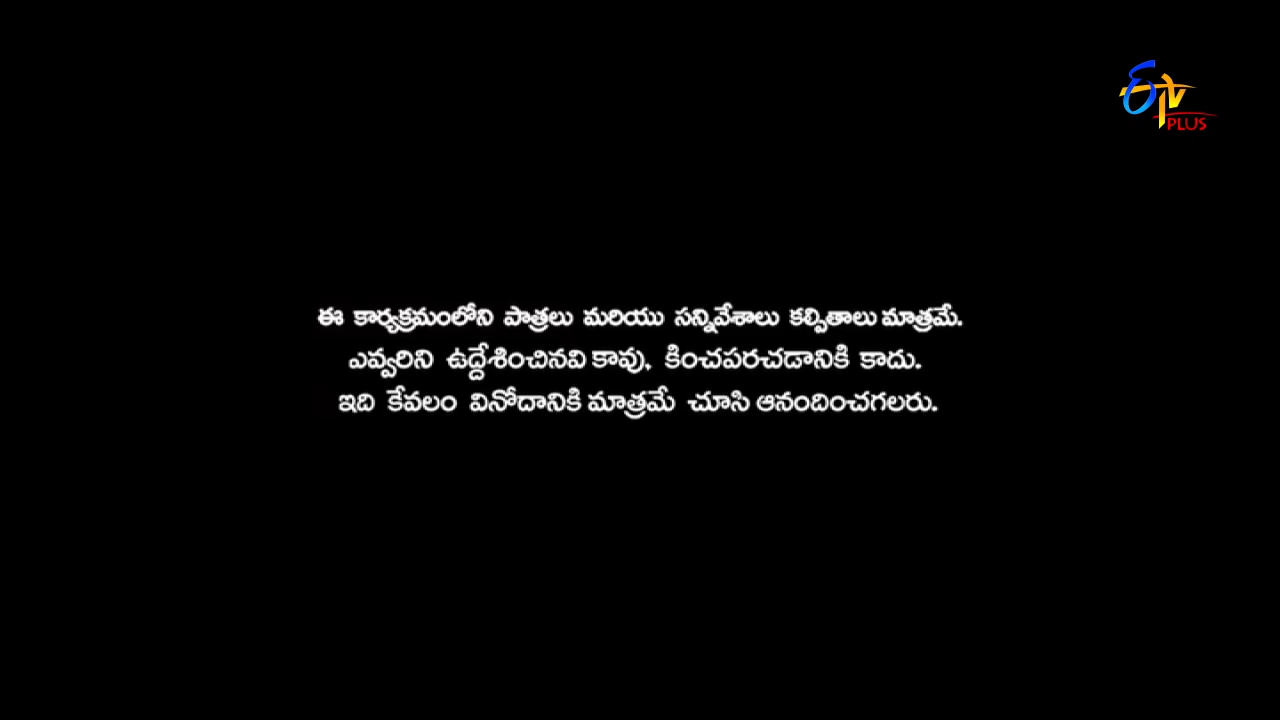 ETV
PLUS
ఈ కార్యక్రమంలోని పాత్రలు మరియు సన్నివేశాలు కల్పితాలు మాత్రమే.
ఎవ్వరిని ఉద్దేశించినవి కావు. కించపరచడానికి కాదు.
ఇది కేవలం వినోదానికి మాత్రమే చూసి ఆనందించగలరు.